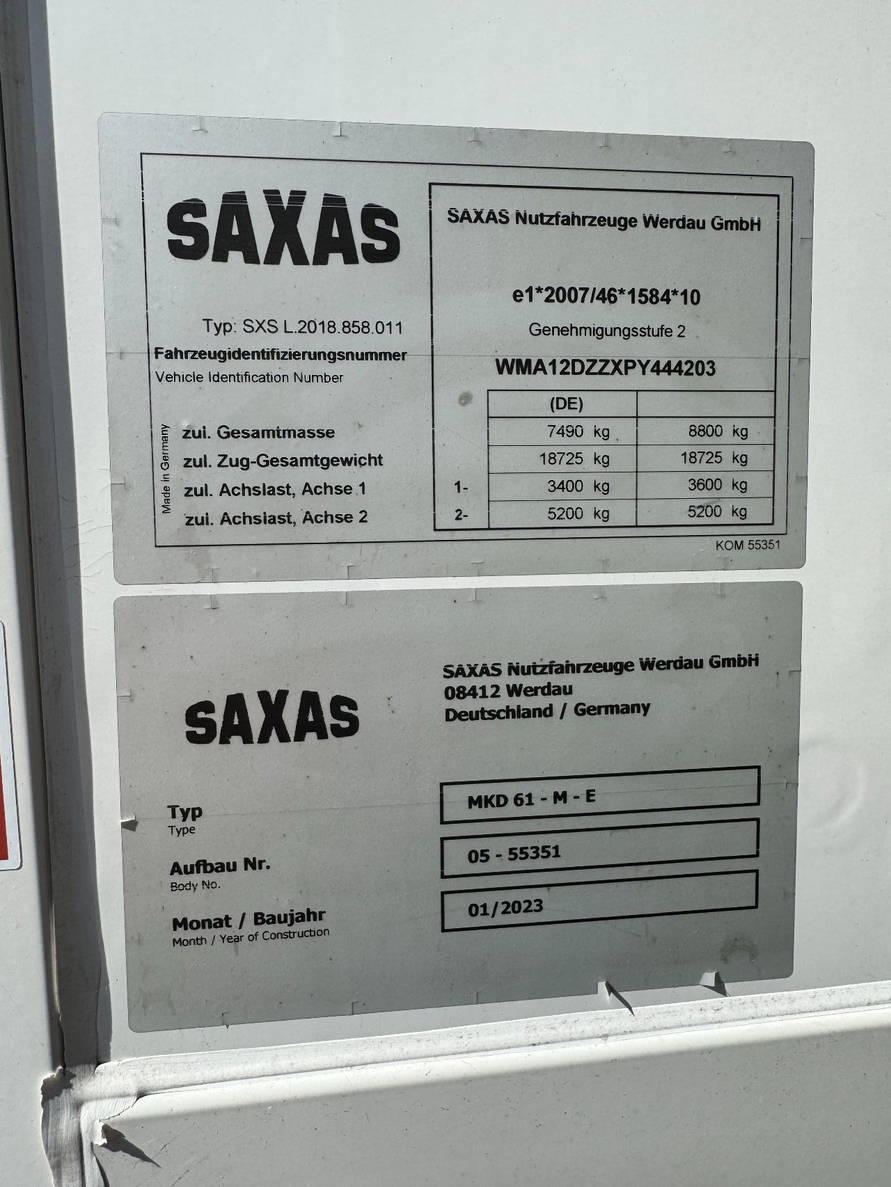 SAXAS
SAXAS Nutzfahrzeuge Werdau GmbH
e1*2007/46*1584*10
Typ: SXS L.2018.858.011
Genehmigungsstufe 2
Fahrzeugidentifizierungsnummer
Vehicle Identification Number
WMA12DZZXPY444203
(DE)
Made in Germany
zul. Gesamtmasse 7490 kg 8800 kg
zul. Zug-Gesamtgewicht 18725 kg 18725 kg
zul. Achslast, Achse 1 1- 3400 kg 3600 kg
zul. Achslast, Achse 2 2- 5200 kg 5200 kg
KOM 55351
SAXAS
SAXAS Nutzfahrzeuge Werdau GmbH
08412 Werdau
Deutschland / Germany
Typ MKD 61 - M - E
Type
Aufbau Nr. 05 - 55351
Body No.
Monat / Baujahr 01/2023
Month / Year of Construction